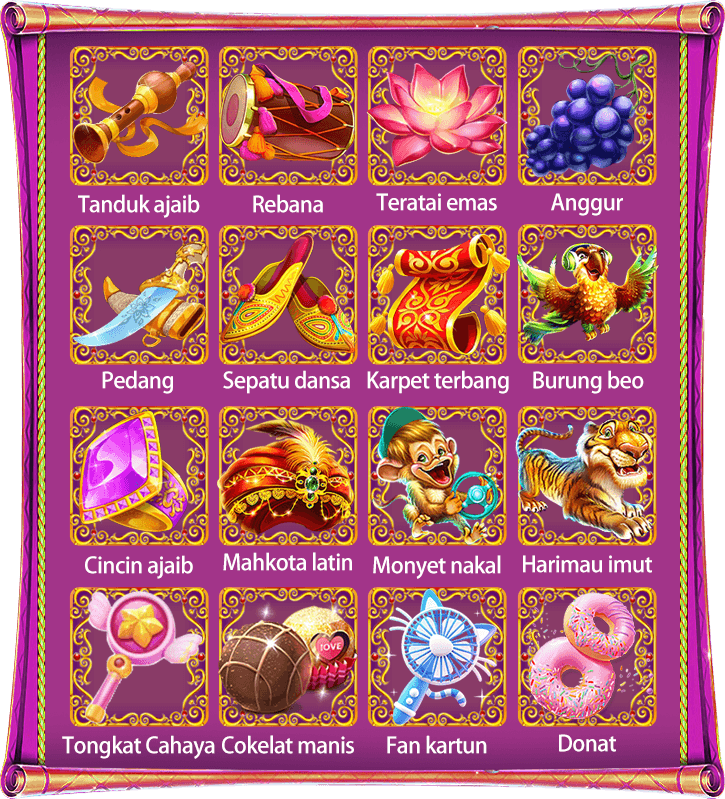 Tanduk ajaib
Rebana
Teratai emas
Anggur
Pedang
Sepatu dansa
Karpet terbang
Burung beo
Cincin ajaib
Mahkota latin
Monyet nakal
Harimau imut
LOVE
Tongkat Cahaya
Cokelat manis
Fan kartun
Donat